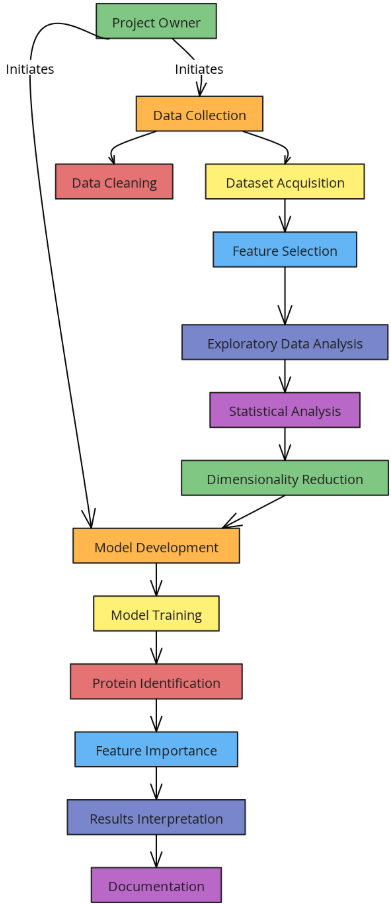 Project Owner
Initiates
Initiates
Data Collection
Data Cleaning
Dataset Acquisition
Feature Selection
Exploratory Data Analysis
Statistical Analysis
Dimensionality Reduction
Model Development
Model Training
Protein Identification
Feature Importance
Results Interpretation
Documentation